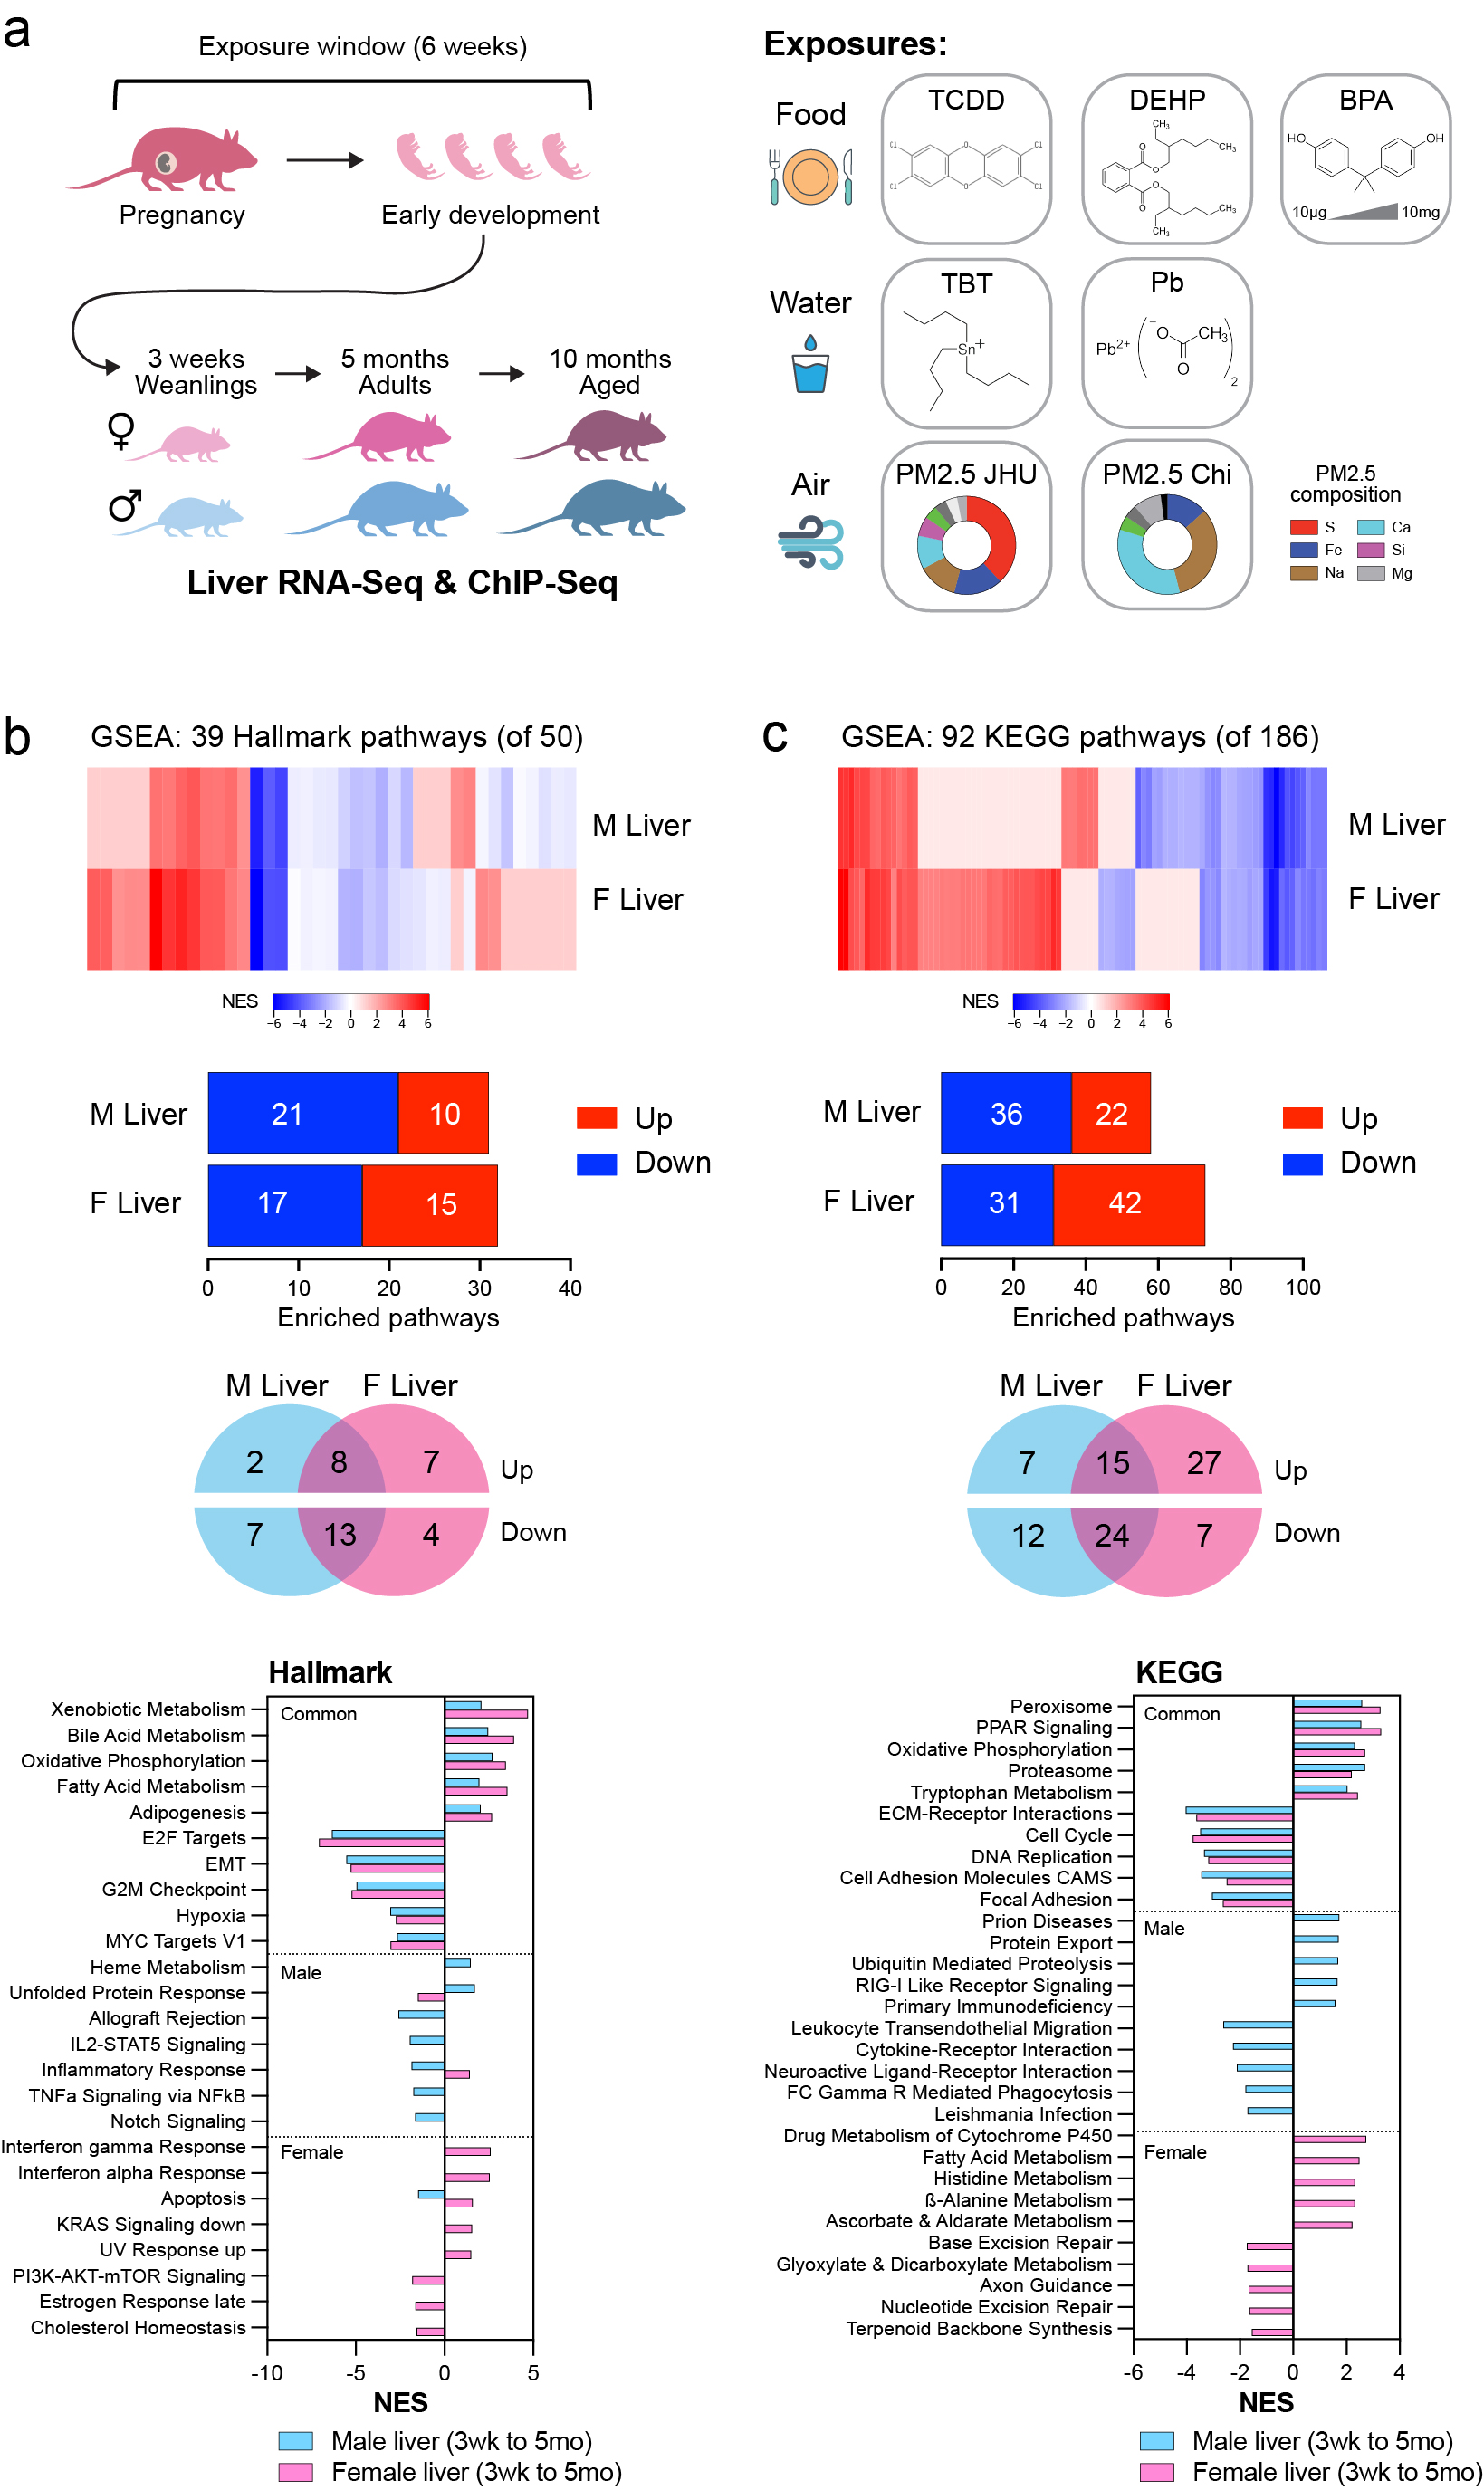 a
Exposure window (6 weeks)
Pregnancy
Early development
3 weeks
Weanlings
5 months
Adults
10 months
Aged
♀
♂
Liver RNA-Seq & ChIP-Seq
Exposures:
Food
TCDD
Cl
Cl
Cl
Cl
O
O
DEHP
CH₃
CH₃
O
O
O
O
CH₃
CH₃
BPA
HO
OH
10µg
10mg
Water
TBT
Sn⁺
Pb
Pb²⁺
⁻O
CH₃
O
2
Air
PM2.5 JHU
PM2.5 Chi
PM2.5
composition
S
Ca
Fe
Si
Na
Mg
b
GSEA: 39 Hallmark pathways (of 50)
M Liver
F Liver
NES
−6 −4 −2 0 2 4 6
M Liver
21
10
F Liver
17
15
Up
Down
0 10 20 30 40
Enriched pathways
M Liver F Liver
2 8 7 Up
7 13 4 Down
Hallmark
Common
Xenobiotic Metabolism
Bile Acid Metabolism
Oxidative Phosphorylation
Fatty Acid Metabolism
Adipogenesis
E2F Targets
EMT
G2M Checkpoint
Hypoxia
MYC Targets V1
Male
Heme Metabolism
Unfolded Protein Response
Allograft Rejection
IL2-STAT5 Signaling
Inflammatory Response
TNFa Signaling via NFkB
Notch Signaling
Female
Interferon gamma Response
Interferon alpha Response
Apoptosis
KRAS Signaling down
UV Response up
PI3K-AKT-mTOR Signaling
Estrogen Response late
Cholesterol Homeostasis
-10 -5 0 5
NES
Male liver (3wk to 5mo)
Female liver (3wk to 5mo)
c
GSEA: 92 KEGG pathways (of 186)
M Liver
F Liver
NES
−6 −4 −2 0 2 4 6
M Liver
36
22
F Liver
31
42
Up
Down
0 20 40 60 80 100
Enriched pathways
M Liver F Liver
7 15 27 Up
12 24 7 Down
KEGG
Common
Peroxisome
PPAR Signaling
Oxidative Phosphorylation
Proteasome
Tryptophan Metabolism
ECM-Receptor Interactions
Cell Cycle
DNA Replication
Cell Adhesion Molecules CAMS
Focal Adhesion
Male
Prion Diseases
Protein Export
Ubiquitin Mediated Proteolysis
RIG-I Like Receptor Signaling
Primary Immunodeficiency
Leukocyte Transendothelial Migration
Cytokine-Receptor Interaction
Neuroactive Ligand-Receptor Interaction
FC Gamma R Mediated Phagocytosis
Leishmania Infection
Female
Drug Metabolism of Cytochrome P450
Fatty Acid Metabolism
Histidine Metabolism
ß-Alanine Metabolism
Ascorbate & Aldarate Metabolism
Base Excision Repair
Glyoxylate & Dicarboxylate Metabolism
Axon Guidance
Nucleotide Excision Repair
Terpenoid Backbone Synthesis
-6 -4 -2 0 2 4
NES
Male liver (3wk to 5mo)
Female liver (3wk to 5mo)